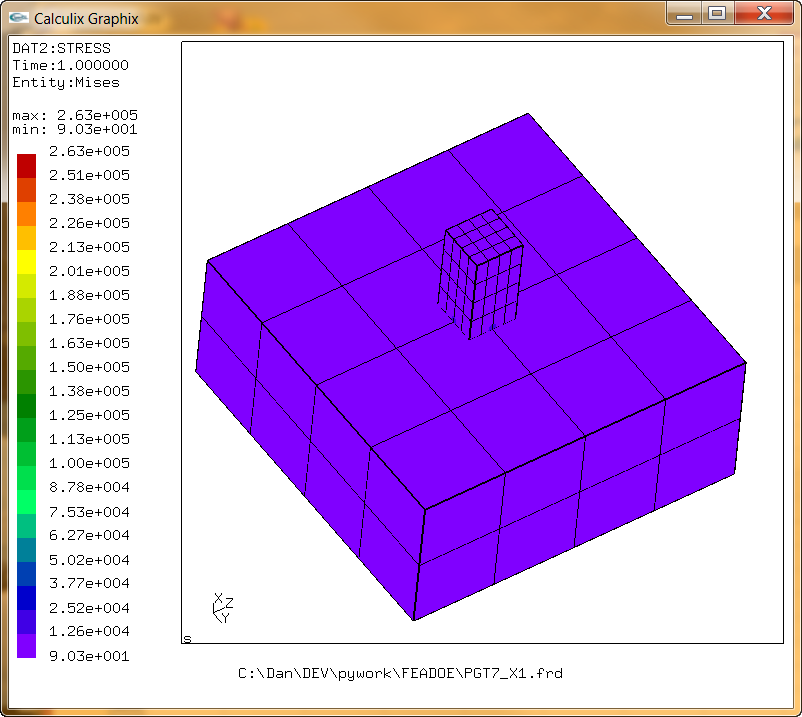 Calculix Graphix
DAT2:STRESS
Time:1.000000
Entity:Mises
max: 2.63e+005
min: 9.03e+001
2.63e+005
2.51e+005
2.38e+005
2.26e+005
2.13e+005
2.01e+005
1.88e+005
1.76e+005
1.63e+005
1.50e+005
1.38e+005
1.25e+005
1.13e+005
1.00e+005
8.78e+004
7.53e+004
6.27e+004
5.02e+004
3.77e+004
2.52e+004
1.26e+004
9.03e+001
X
Z
Y
s
C:\Dan\DEV\pywork\FEADOE\PGT7_X1.frd